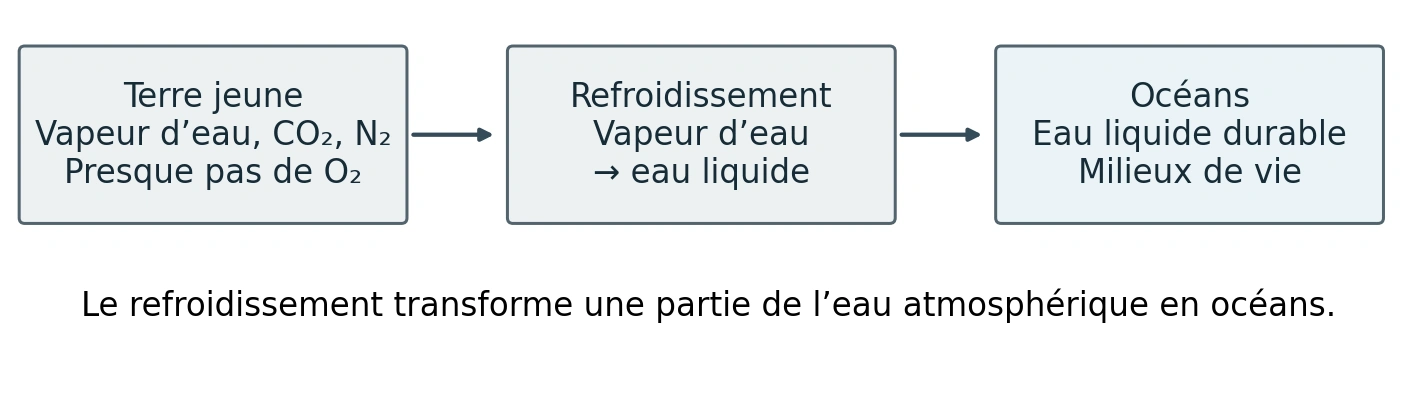 Terre jeune
Vapeur d’eau, CO₂, N₂
Presque pas de O₂
Refroidissement
Vapeur d’eau
→ eau liquide
Océans
Eau liquide durable
Milieux de vie
Le refroidissement transforme une partie de l’eau atmosphérique en océans.